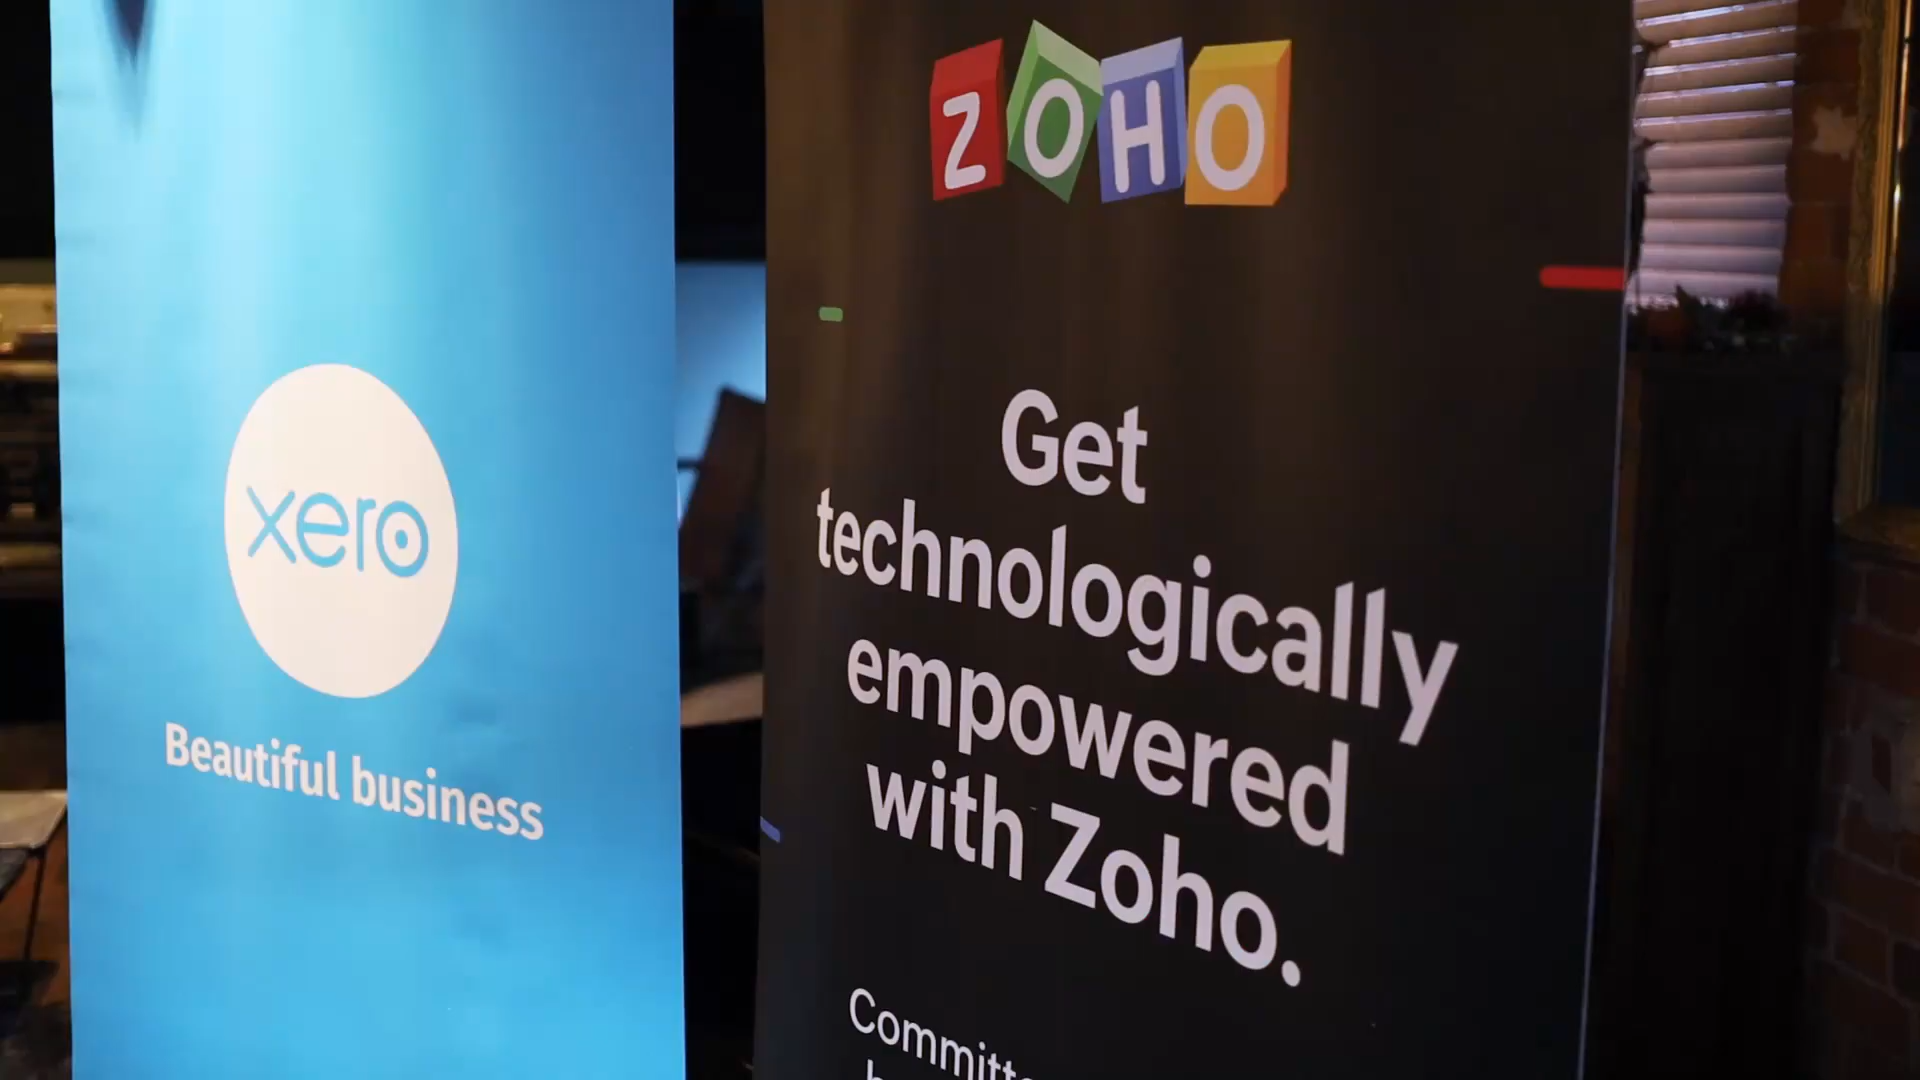 xero
Beautiful business
ZOHO
Get
technologically
empowered
with Zoho.